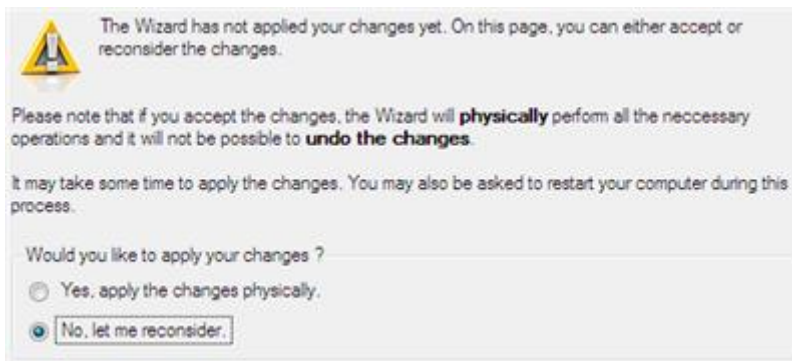 The Wizard has not applied your changes yet. On this page, you can either accept or
reconsider the changes.
Please note that if you accept the changes, the Wizard will physically perform all the neccessary
operations and it will not be possible to undo the changes.
It may take some time to apply the changes. You may also be asked to restart your computer during this
process.
Would you like to apply your changes ?
Yes, apply the changes physically.
No, let me reconsider.